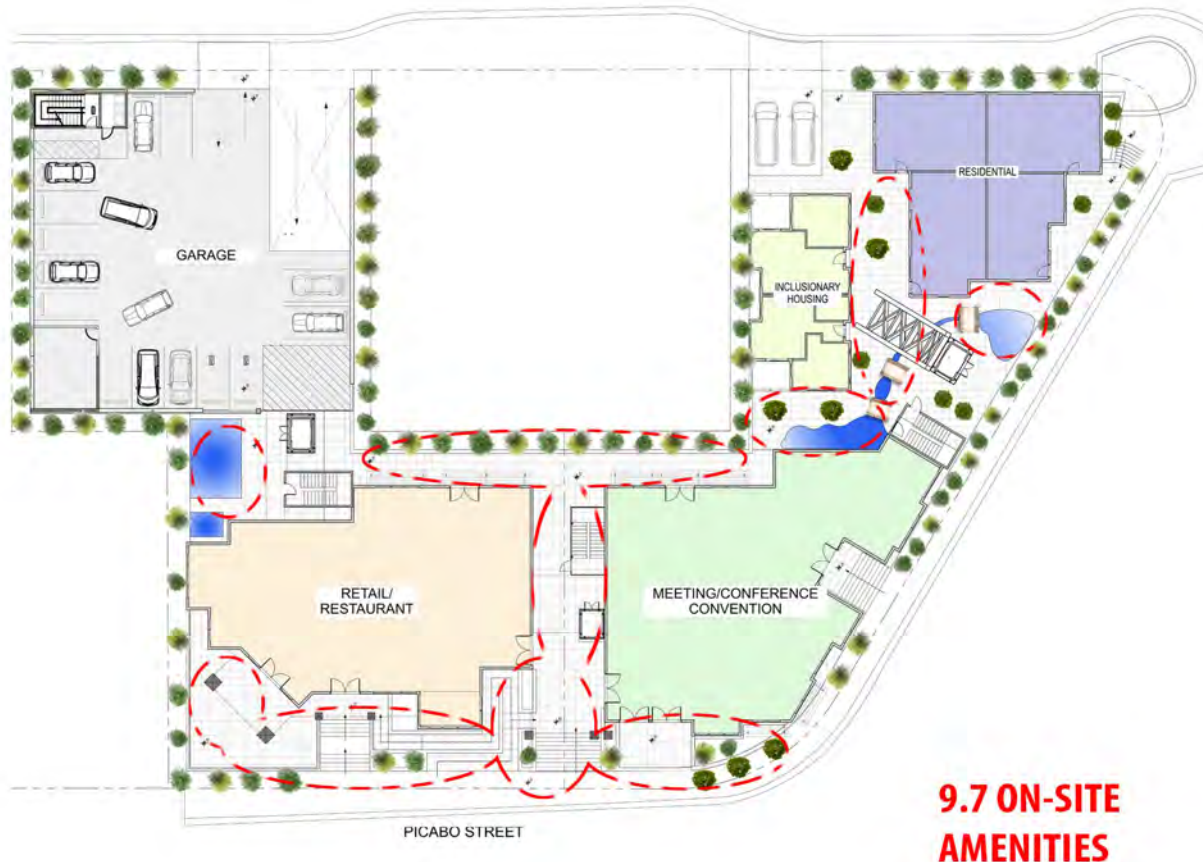 RESIDENTIAL
GARAGE
INCLUSIONARY
HOUSING
RETAIL/
RESTAURANT
MEETING/CONFERENCE
CONVENTION
9.7 ON-SITE
AMENITIES
PICABO STREET